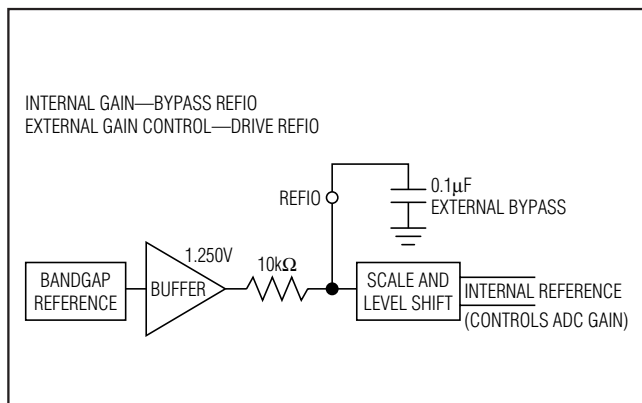 INTERNAL GAIN—BYPASS REFIO
EXTERNAL GAIN CONTROL—DRIVE REFIO
REFIO
0.1μF
EXTERNAL BYPASS
1.250V
10kΩ
BANDGAP
REFERENCE
BUFFER
SCALE AND
LEVEL SHIFT
INTERNAL REFERENCE
(CONTROLS ADC GAIN)